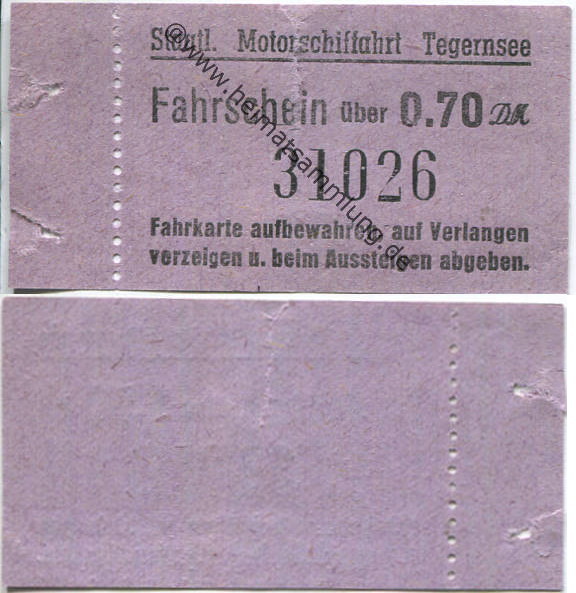 Staatl. Motorschiffahrt Tegernsee
Fahrschein über 0.70 DM
31026
Fahrkarte aufbewahren, auf Verlangen
vorzeigen u. beim Aussteigen abgeben.
@www.heimatsammlung.de